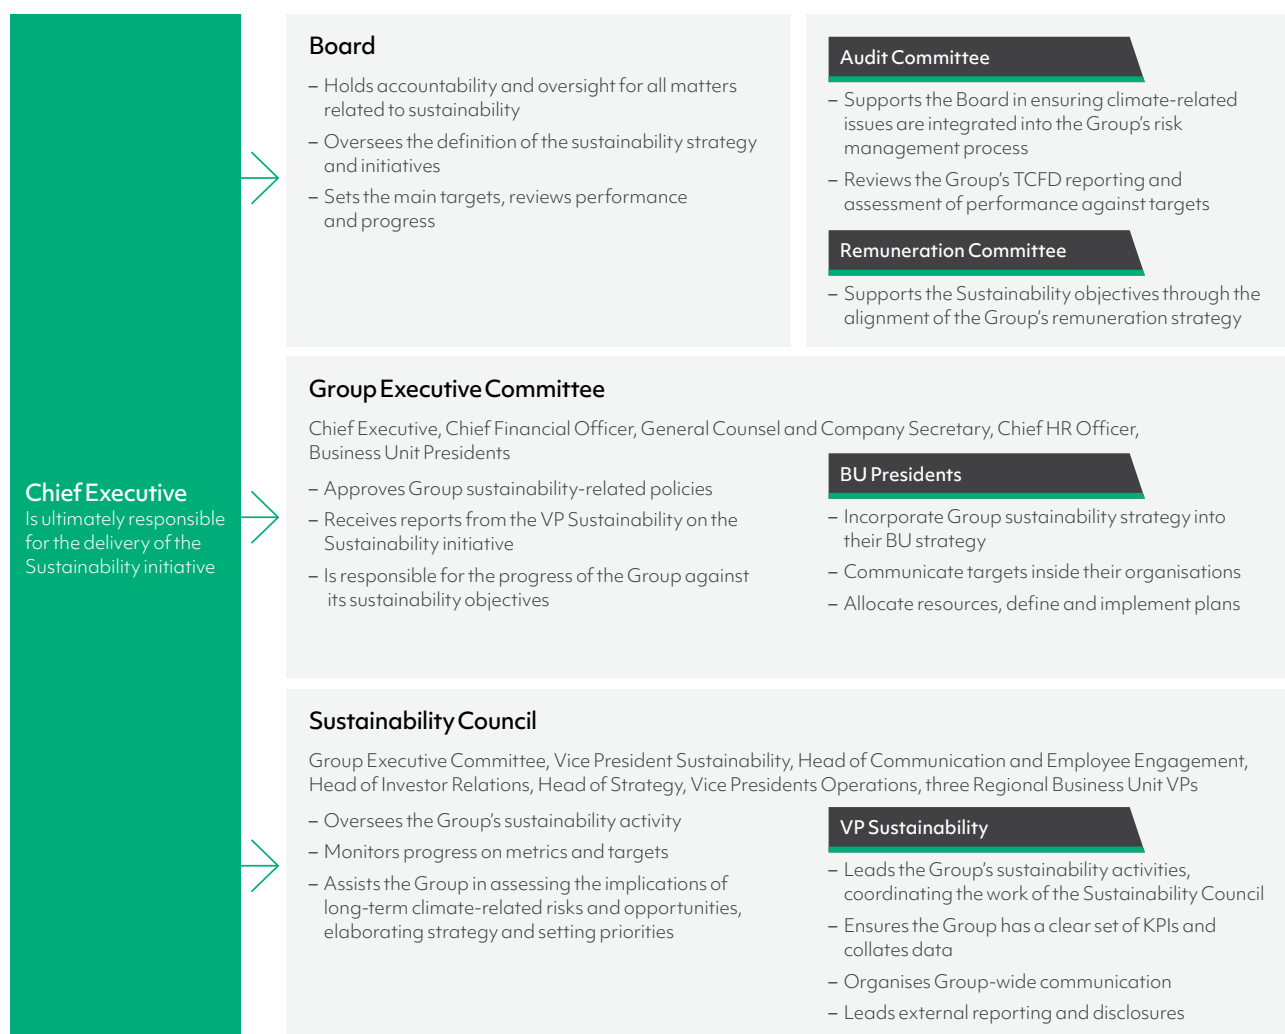 Chief Executive
Is ultimately responsible
for the delivery of the
Sustainability initiative
Board
– Holds accountability and oversight for all matters
related to sustainability
– Oversees the definition of the sustainability strategy
and initiatives
– Sets the main targets, reviews performance
and progress
Audit Committee
– Supports the Board in ensuring climate-related
issues are integrated into the Group’s risk
management process
– Reviews the Group’s TCFD reporting and
assessment of performance against targets
Remuneration Committee
– Supports the Sustainability objectives through the
alignment of the Group’s remuneration strategy
Group Executive Committee
Chief Executive, Chief Financial Officer, General Counsel and Company Secretary, Chief HR Officer,
Business Unit Presidents
– Approves Group sustainability-related policies
– Receives reports from the VP Sustainability on the
Sustainability initiative
– Is responsible for the progress of the Group against
its sustainability objectives
BU Presidents
– Incorporate Group sustainability strategy into
their BU strategy
– Communicate targets inside their organisations
– Allocate resources, define and implement plans
Sustainability Council
Group Executive Committee, Vice President Sustainability, Head of Communication and Employee Engagement,
Head of Investor Relations, Head of Strategy, Vice Presidents Operations, three Regional Business Unit VPs
– Oversees the Group’s sustainability activity
– Monitors progress on metrics and targets
– Assists the Group in assessing the implications of
long-term climate-related risks and opportunities,
elaborating strategy and setting priorities
VP Sustainability
– Leads the Group’s sustainability activities,
coordinating the work of the Sustainability Council
– Ensures the Group has a clear set of KPIs and
collates data
– Organises Group-wide communication
– Leads external reporting and disclosures